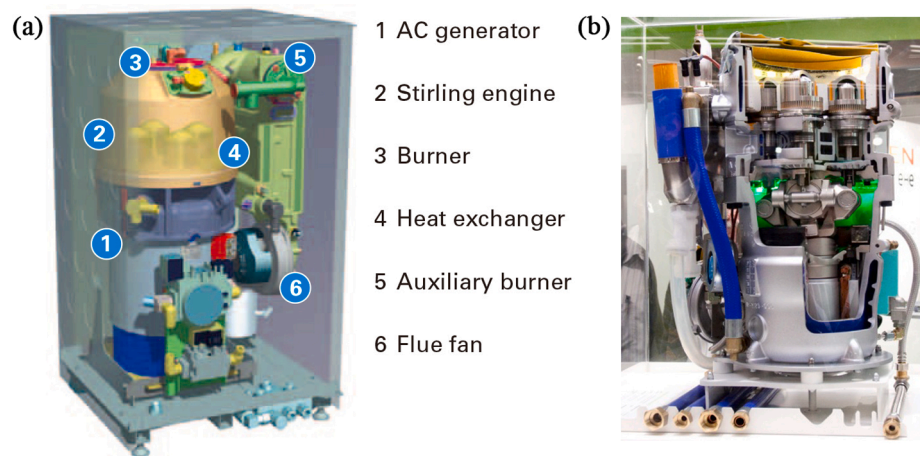 (a)
3
5
2
4
1
6
1 AC generator
2 Stirling engine
3 Burner
4 Heat exchanger
5 Auxiliary burner
6 Flue fan
(b)
EN